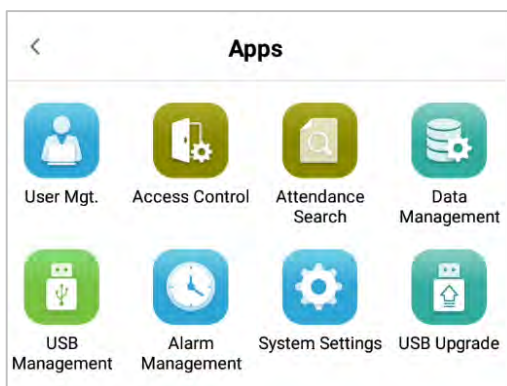 Apps
User Mgt.
Access Control
Attendance
Search
Data
Management
USB
Management
Alarm
Management
System Settings
USB Upgrade